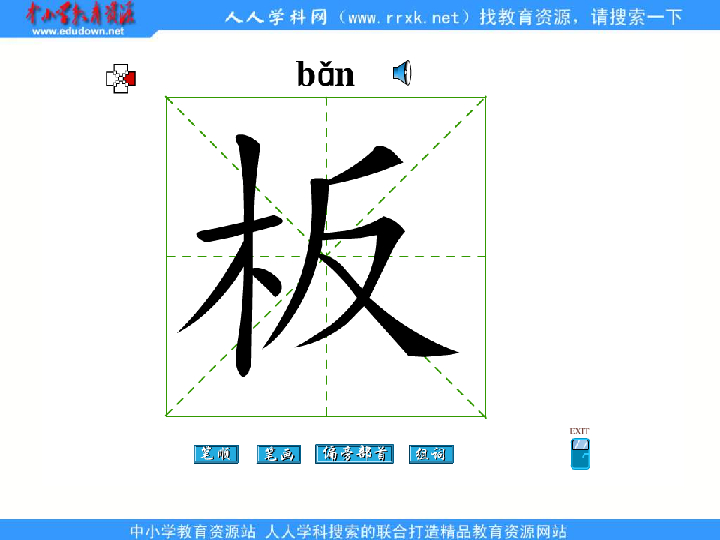 中小学教育资源
www.edudown.net
人人学科网（www.rrxk.net）找教育资源，请搜索一下
bǎn
板
EXIT
笔顺 笔画 偏旁部首 组词
中小学教育资源站 人人学科搜索的联合打造精品教育资源网站